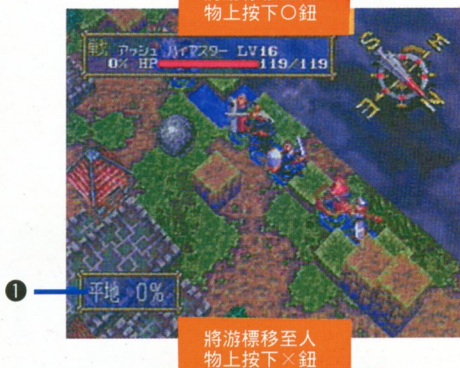 物上按下○鈕
戦 アッシュ ハイマスター LV16
0% HP 119/119
S W
E N
❶
平地 0%
將游標移至人
物上按下×鈕